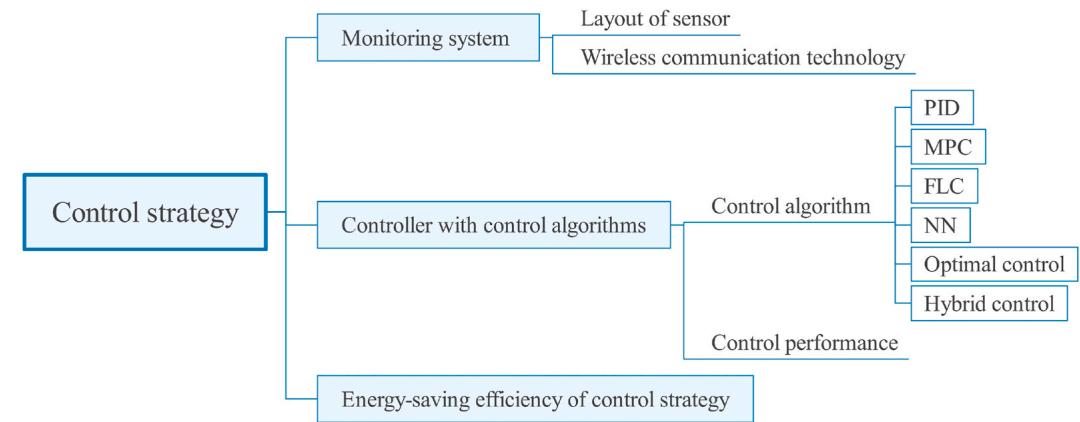 Control strategy
Monitoring system
Layout of sensor
Wireless communication technology
Controller with control algorithms
Control algorithm
PID
MPC
FLC
NN
Optimal control
Hybrid control
Control performance
Energy-saving efficiency of control strategy